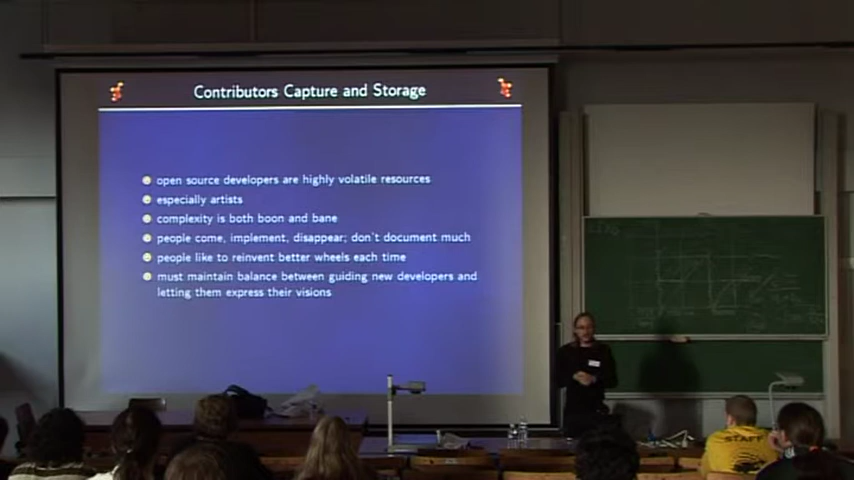 Contributors Capture and Storage
open source developers are highly volatile resources
especially artists
complexity is both boon and bane
people come, implement, disappear; don't document much
people like to reinvent better wheels each time
must maintain balance between guiding new developers and
letting them express their visions
STAFF